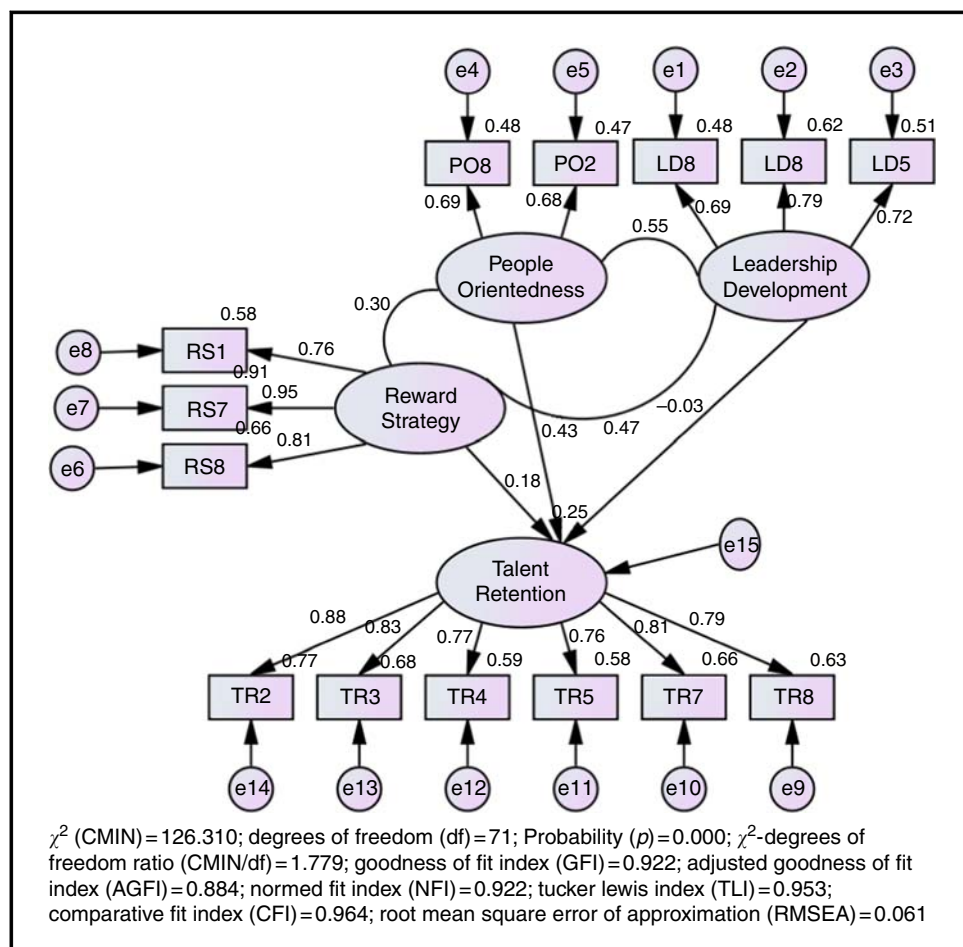 e4 e5 e1 e2 e3
0.48 0.47 0.48 0.62 0.51
PO8 PO2 LD8 LD8 LD5
0.69 0.68 0.69 0.79 0.72
0.55
People
Orientedness
Leadership
Development
0.30
0.58
e8 RS1 0.76
0.91
e7 RS7 0.95
0.66
e6 RS8 0.81
Reward
Strategy
–0.03
0.43 0.47
0.18
0.25
e15
Talent
Retention
0.88 0.83 0.77 0.76 0.81 0.79
0.77 0.68 0.59 0.58 0.66 0.63
TR2 TR3 TR4 TR5 TR7 TR8
e14 e13 e12 e11 e10 e9
χ² (CMIN)=126.310; degrees of freedom (df)=71; Probability (p)=0.000; χ²-degrees of
freedom ratio (CMIN/df)=1.779; goodness of fit index (GFI)=0.922; adjusted goodness of fit
index (AGFI)=0.884; normed fit index (NFI)=0.922; tucker lewis index (TLI)=0.953;
comparative fit index (CFI)=0.964; root mean square error of approximation (RMSEA)=0.061